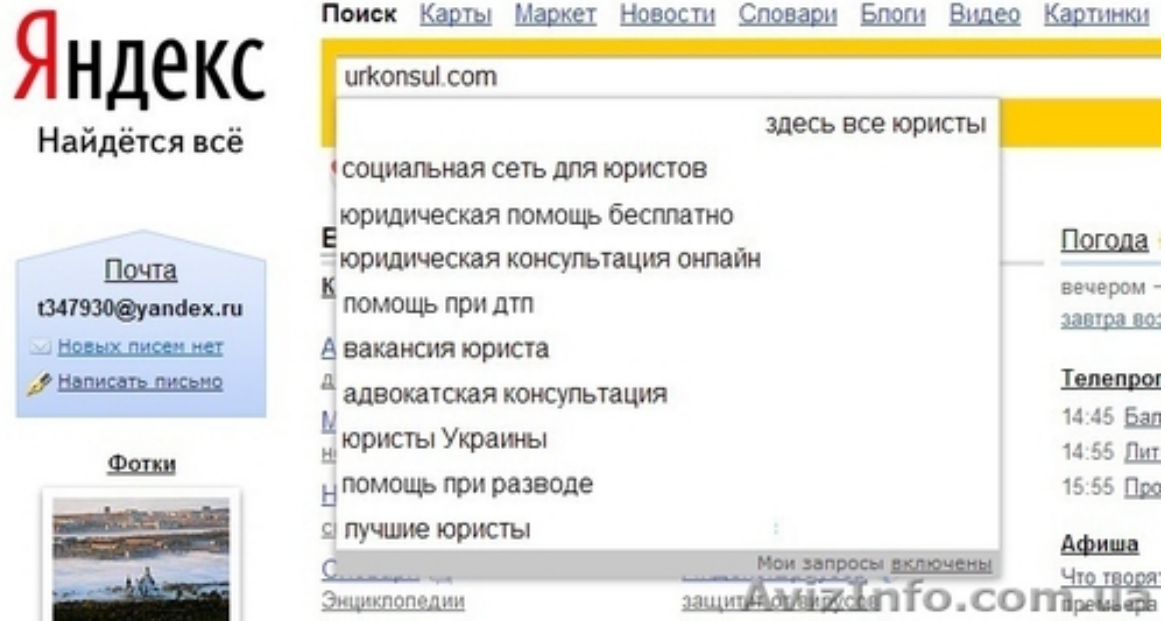 Яндекс
Найдётся всё
Поиск Карты Маркет Новости Словари Блоги Видео Картинки
urkonsul.com
здесь все юристы
социальная сеть для юристов
юридическая помощь бесплатно
юридическая консультация онлайн
помощь при дтп
вакансия юриста
адвокатская консультация
юристы Украины
помощь при разводе
лучшие юристы
Мои запросы включены
Почта
t347930@yandex.ru
Новых писем нет
Написать письмо
Фотки
Энциклопедии
Погода
вечером −
завтра
14:45
14:55
15:55
Афиша
Что
премьера
AvizInfo.com.ua